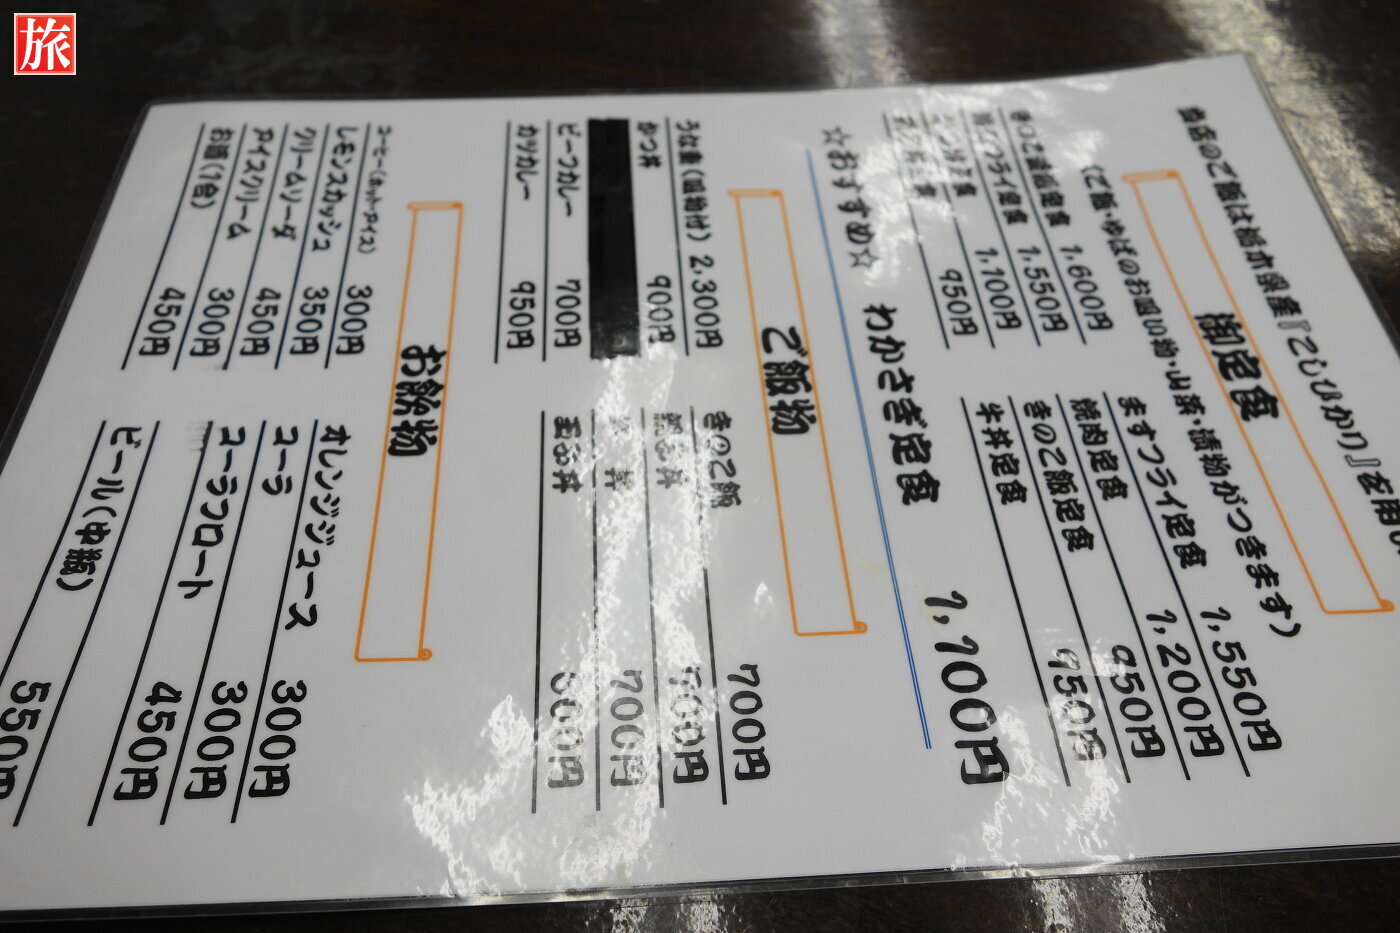 旅
当店のご飯は栃木県産『こしひかり』を用い
御定食
(ご飯・ゆばのお吸い物・山菜・漬物がつきます)
1,600円
ますフライ定食 1,550円
1,550円
焼肉定食 1,200円
1,100円
きのこご飯定食 950円
950円
牛丼定食 950円
☆おすすめ☆ わかさぎ定食 1,100円
ご飯物
うな重(吸物付) 2,300円
きのこご飯 700円
かつ丼 900円
700円
700円
ビーフカレー 700円
玉子丼 500円
カツカレー 950円
お飲物
コーヒー(ホット・アイス) 300円
オレンジジュース 300円
レモンスカッシュ 350円
コーラ 300円
クリームソーダ 450円
コーラフロート 450円
アイスクリーム 300円
ビール(中瓶) 550円
お酒(1合) 450円